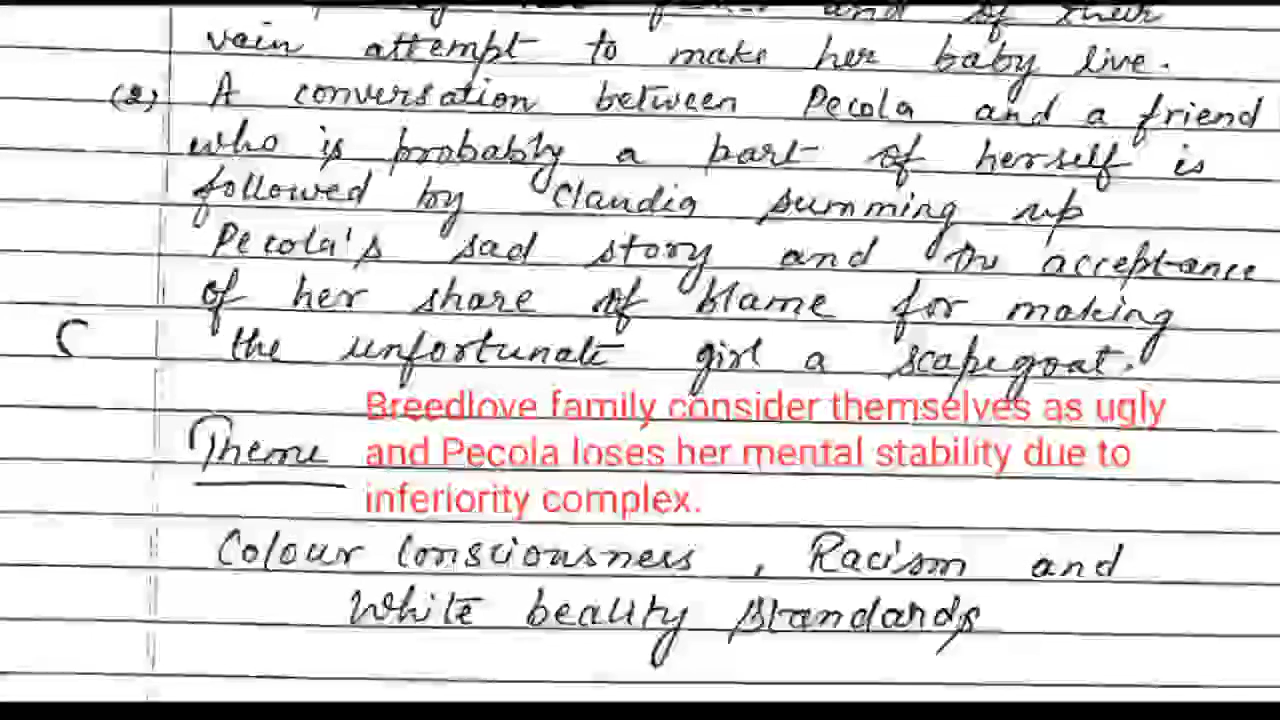 and of their
vain attempt to make her baby live.
(2) A conversation between Pecola and a friend
who is probably a part of herself is
followed by Claudia summing up
Pecola's sad story and acceptance
of her share of blame for making
the unfortunate girl a scapegoat.
Breedlove family consider themselves as ugly
Theme and Pecola loses her mental stability due to
inferiority complex.
Colour Consciousness, Racism and
White beauty Standards